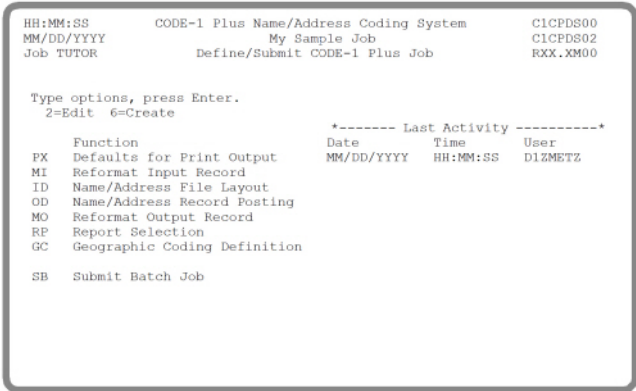 HH:MM:SS CODE-1 Plus Name/Address Coding System C1CPDS00
MM/DD/YYYY My Sample Job C1CPDS02
Job TUTOR Define/Submit CODE-1 Plus Job RXX.XM00
Type options, press Enter.
2=Edit 6=Create
*------- Last Activity ----------*
Function Date Time User
PX Defaults for Print Output MM/DD/YYYY HH:MM:SS D1ZMETZ
MI Reformat Input Record
ID Name/Address File Layout
OD Name/Address Record Posting
MO Reformat Output Record
RP Report Selection
GC Geographic Coding Definition
SB Submit Batch Job